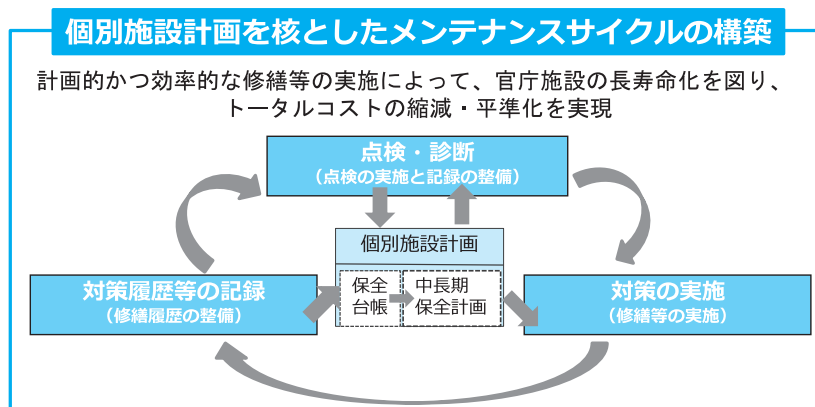 個別施設計画を核としたメンテナンスサイクルの構築
計画的かつ効率的な修繕等の実施によって、官庁施設の長寿命化を図り、
トータルコストの縮減・平準化を実現
点検・診断
（点検の実施と記録の整備）
個別施設計画
保全
台帳
中長期
保全計画
対策履歴等の記録
（修繕履歴の整備）
対策の実施
（修繕等の実施）